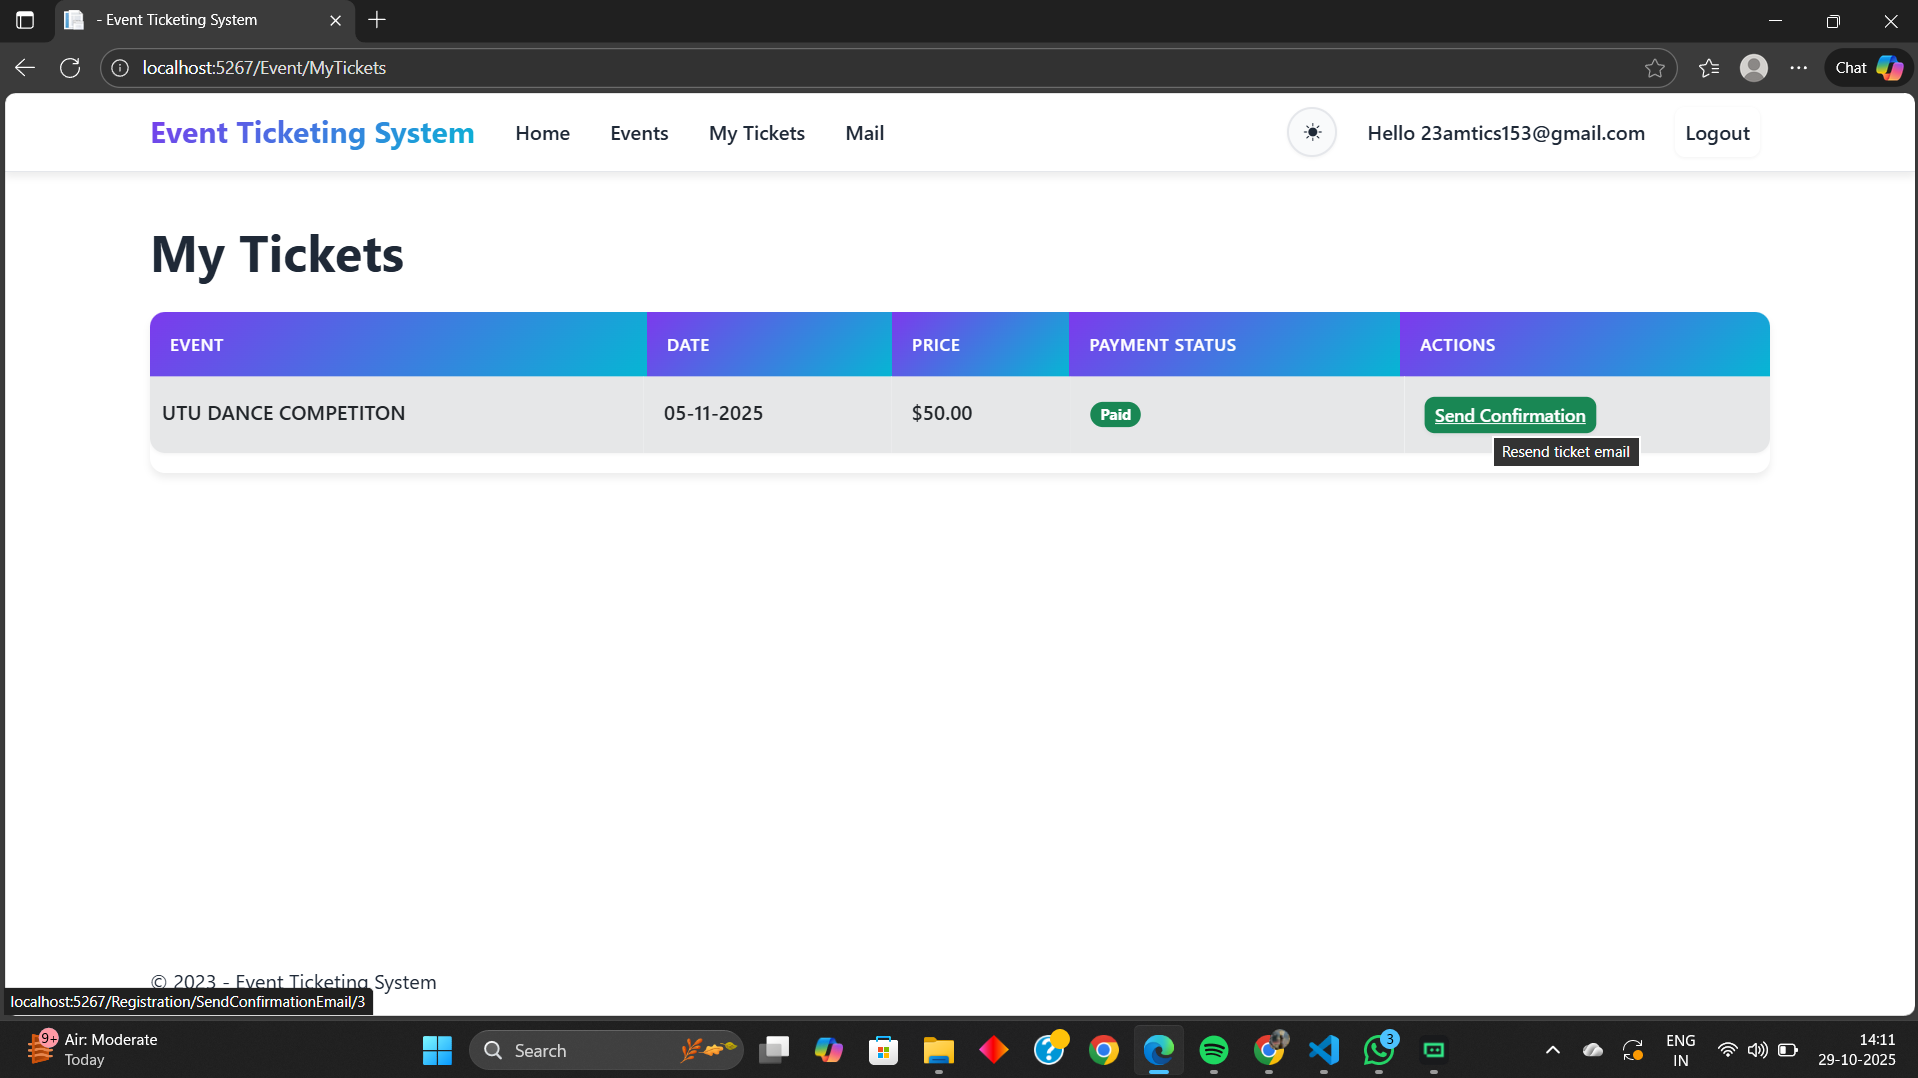 - Event Ticketing System
localhost:5267/Event/MyTickets
Chat
Event Ticketing System
Home
Events
My Tickets
Mail
Hello 23amtics153@gmail.com
Logout
My Tickets
EVENT
DATE
PRICE
PAYMENT STATUS
ACTIONS
UTU DANCE COMPETITON
05-11-2025
$50.00
Paid
Send Confirmation
Resend ticket email
© 2023 - Event Ticketing System
localhost:5267/Registration/SendConfirmationEmail/3
9+
Air: Moderate
Today
Search
3
ENG
IN
14:11
29-10-2025